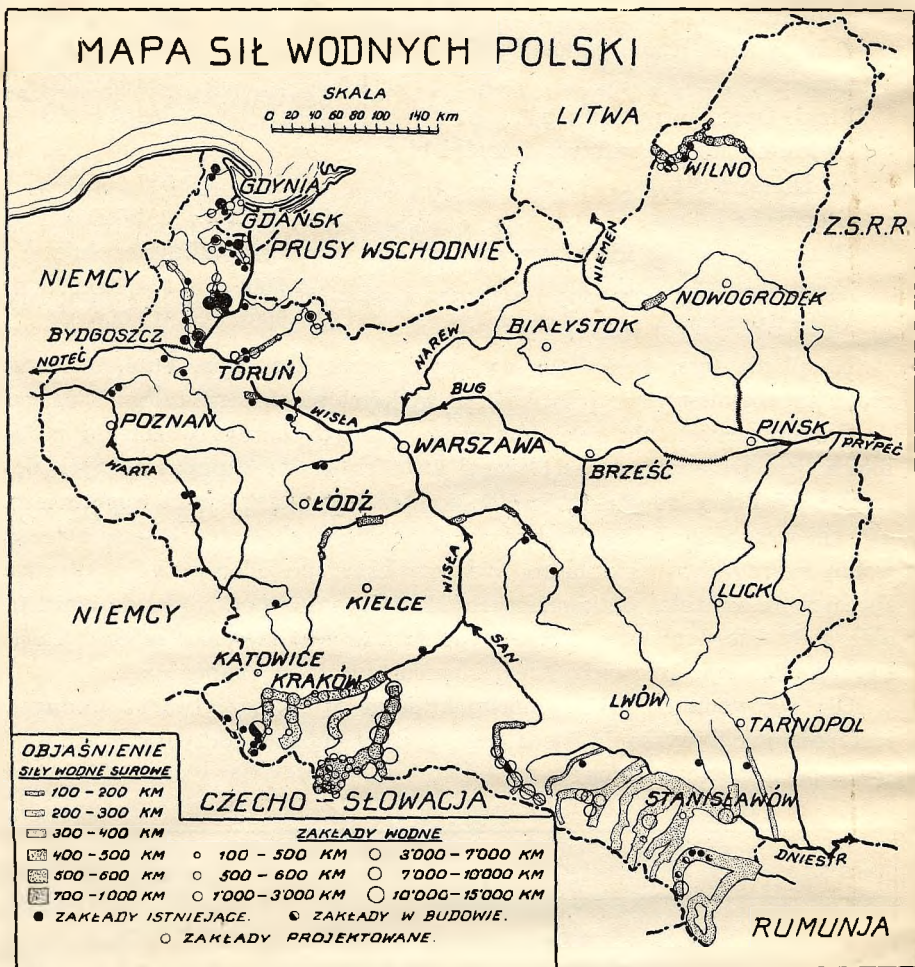 MAPA SIŁ WODNYCH POLSKI
SKALA
0 20 40 60 80 100 140 KM
LITWA
WILNO
GDYNIA
GDAŃSK
PRUSY WSCHODNIE
Z.S.R.R.
NIEMCY
NIEMEN
NOWOGRÓDEK
BYDGOSZCZ
BIAŁYSTOK
NOTEĆ
TORUŃ
NAREW
BUG
WISŁA
POZNAŃ
WARSZAWA
PIŃSK
PRYPEĆ
WARTA
BRZEŚĆ
ŁÓDŹ
WISŁA
NIEMCY
KIELCE
LUCK
SAN
KATOWICE
KRAKÓW
LWÓW
TARNOPOL
CZECHO-SŁOWACJA
STANISŁAWÓW
DNIESTR
RUMUNJA
OBJAŚNIENIE
SIŁY WODNE SUROWE
100-200 KM
200-300 KM
300-400 KM
400-500 KM
500-600 KM
700-1000 KM
ZAKŁADY WODNE
100-500 KM
500-600 KM
1'000-3'000 KM
3'000-7'000 KM
7'000-10'000 KM
10'000-15'000 KM
ZAKŁADY ISTNIEJĄCE.
ZAKŁADY W BUDOWIE.
ZAKŁADY PROJEKTOWANE.